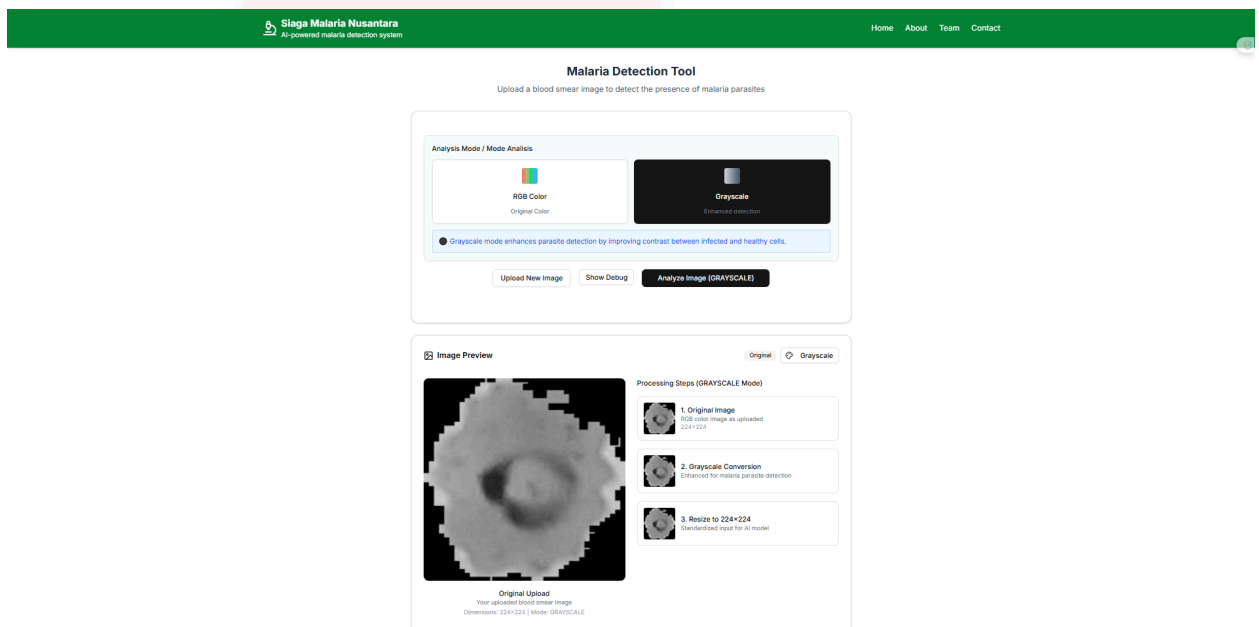 Siaga Malaria Nusantara
AI-powered malaria detection system
Home About Team Contact
Malaria Detection Tool
Upload a blood smear image to detect the presence of malaria parasites
Analysis Mode / Mode Analisis
RGB Color
Original Color
Grayscale
Enhanced detection
Grayscale mode enhances parasite detection by improving contrast between infected and healthy cells.
Upload New Image
Show Debug
Analyze Image (GRAYSCALE)
Image Preview
Original
Grayscale
Processing Steps (GRAYSCALE Mode)
1. Original Image
RGB color image as uploaded
224×224
2. Grayscale Conversion
Enhanced for malaria parasite detection
3. Resize to 224×224
Standardized input for AI model
Original Upload
Your uploaded blood smear image
Dimensions: 224×224 | Mode: GRAYSCALE